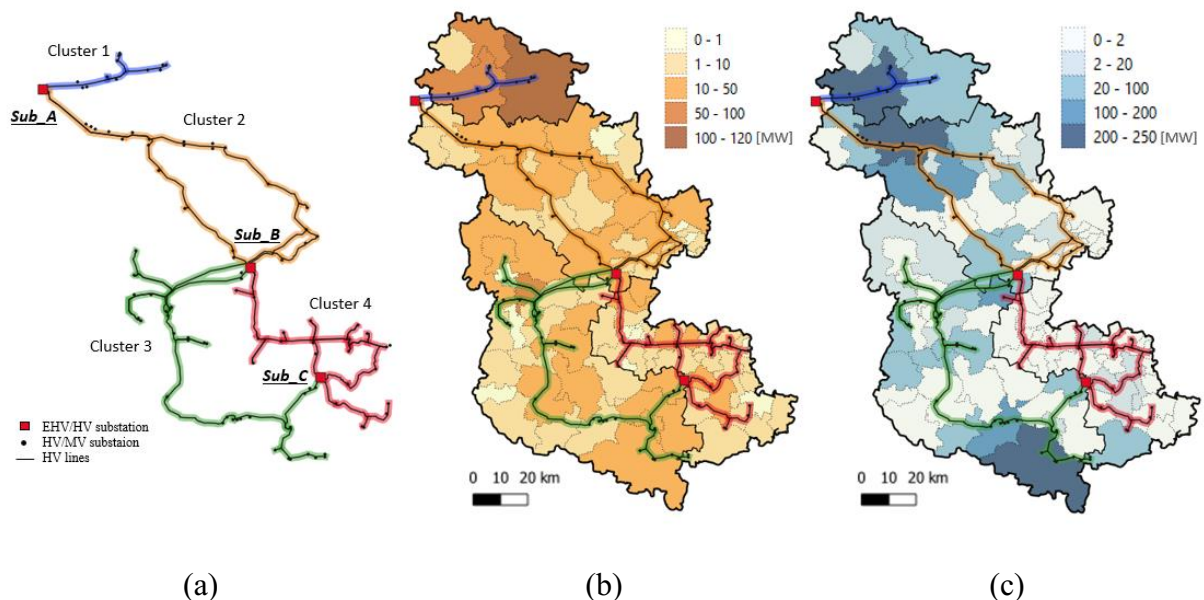 Cluster 1
Sub_A
Cluster 2
Sub_B
Cluster 4
Cluster 3
Sub_C
EHV/HV substation
HV/MV substaion
HV lines
0 - 1
1 - 10
10 - 50
50 - 100
100 - 120 [MW]
0 10 20 km
0 - 2
2 - 20
20 - 100
100 - 200
200 - 250 [MW]
0 10 20 km
(a)
(b)
(c)